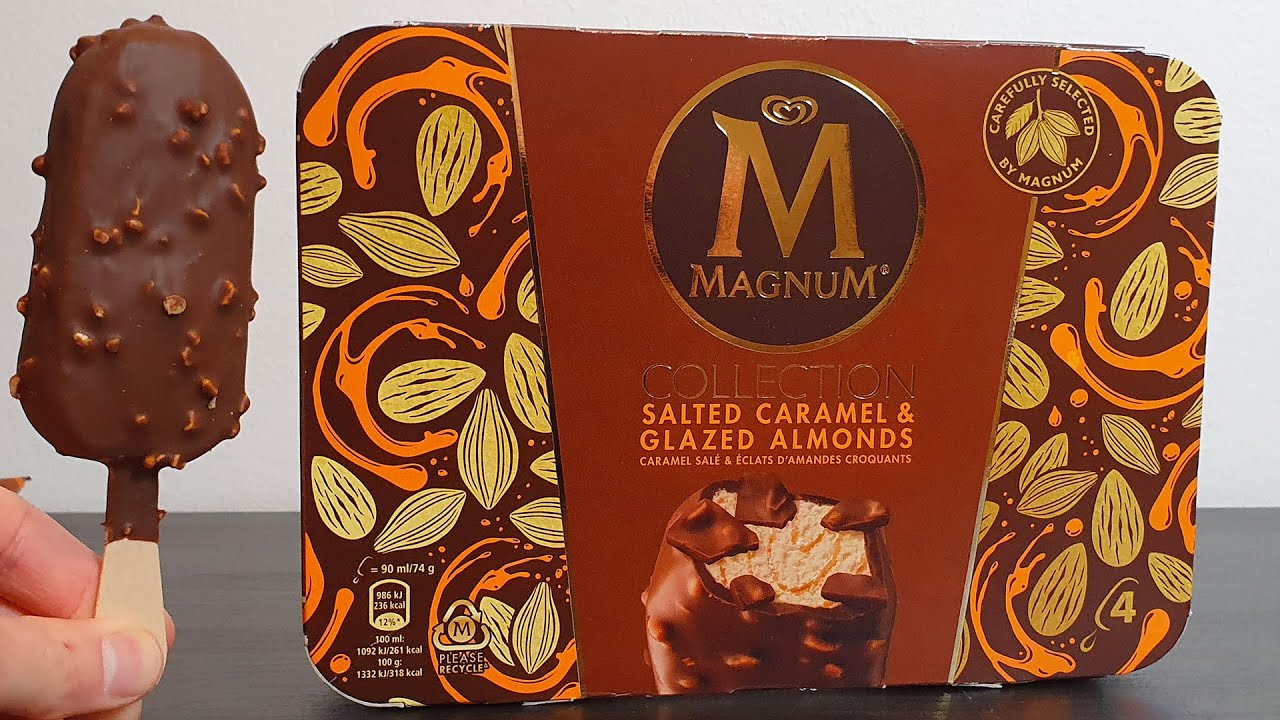 M
MAGNUM®
COLLECTION
SALTED CARAMEL &
GLAZED ALMONDS
CARAMEL SALÉ & ÉCLATS D'AMANDES CROQUANTS
CAREFULLY SELECTED
BY MAGNUM
= 90 ml/74 g
986 kJ
236 kcal
12%*
100 ml:
1092 kJ/261 kcal
100 g:
1332 kJ/318 kcal
M
PLEASE
RECYCLE
4